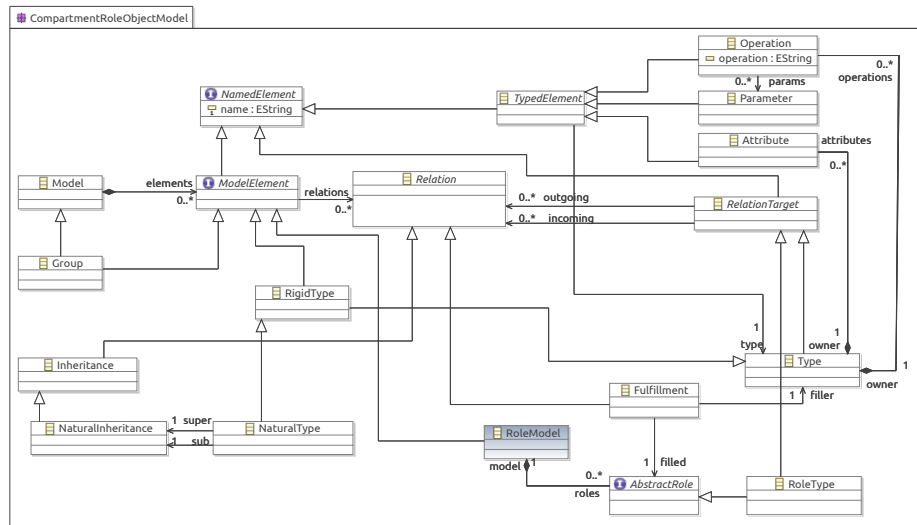 CompartmentRoleObjectModel
Operation
operation : EString
0..*
operations
0..*
params
NamedElement
name : EString
TypedElement
Parameter
Attribute
attributes
0..*
Model
elements
0..*
ModelElement
relations
0..*
Relation
0..*
outgoing
0..*
incoming
RelationTarget
Group
RigidType
1
type
1
owner
Inheritance
Type
1
owner
Fulfillment
1
filler
NaturalInheritance
1
super
1
sub
NaturalType
RoleModel
model
1
0..*
roles
1
filled
AbstractRole
RoleType